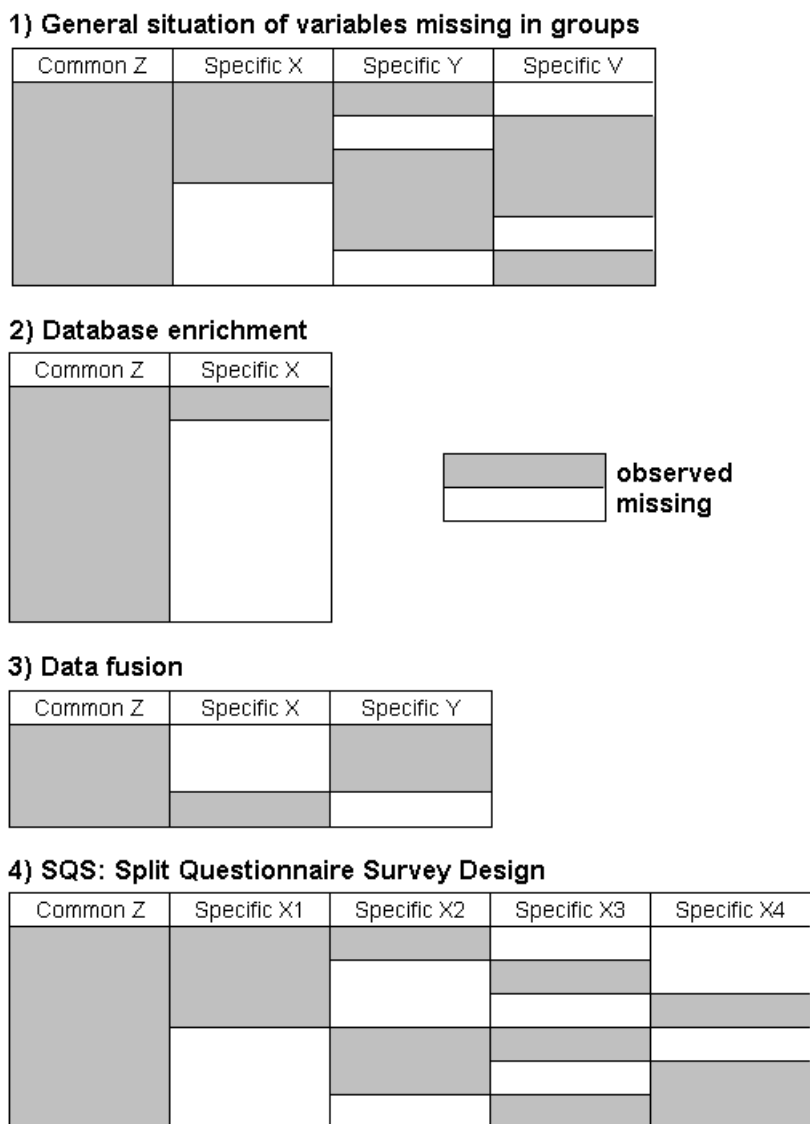 1) General situation of variables missing in groups
Common Z Specific X Specific Y Specific V
2) Database enrichment
Common Z Specific X
observed
missing
3) Data fusion
Common Z Specific X Specific Y
4) SQS: Split Questionnaire Survey Design
Common Z Specific X1 Specific X2 Specific X3 Specific X4